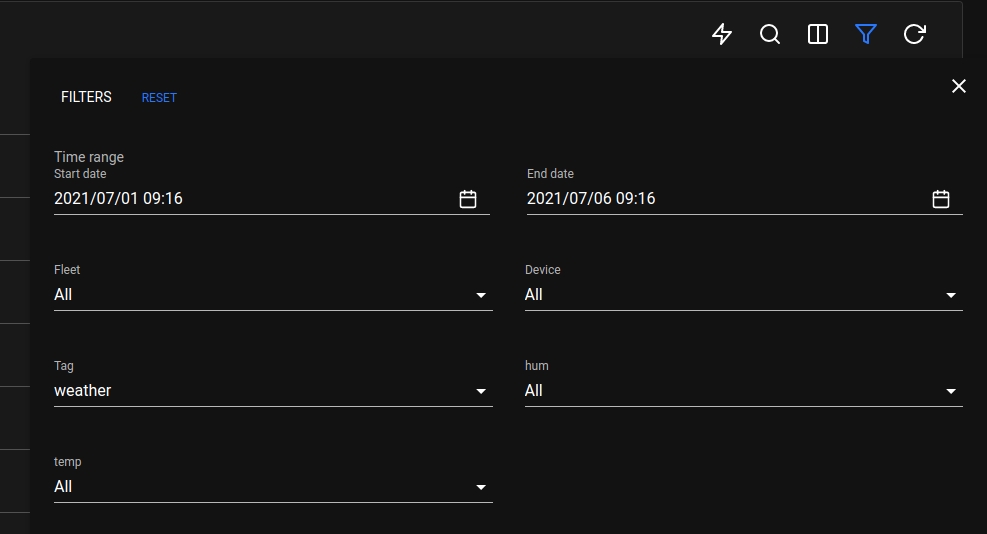 FILTERS RESET
Time range
Start date End date
2021/07/01 09:16 2021/07/06 09:16
Fleet Device
All All
Tag hum
weather All
temp
All